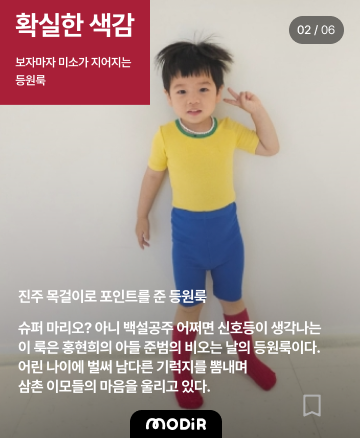 확실한 색감
보자마자 미소가 지어지는
등원룩
02 / 06
진주 목걸이로 포인트를 준 등원룩
슈퍼 마리오? 아니 백설공주 어쩌면 신호등이 생각나는
이 룩은 홍현희의 아들 준범의 비오는 날의 등원룩이다.
어린 나이에 벌써 남다른 기럭지를 뽐내며
삼촌 이모들의 마음을 울리고 있다.
MODiR